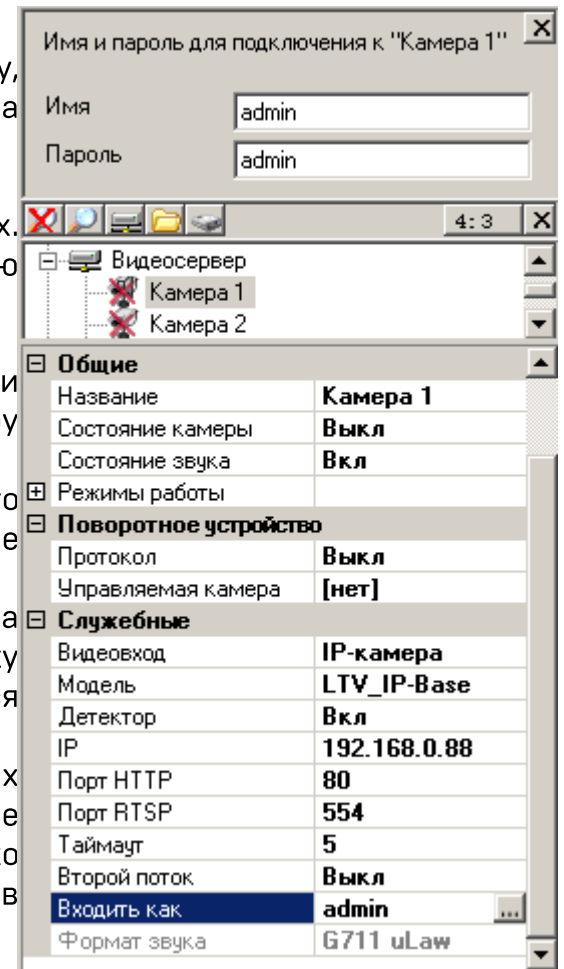 Имя и пароль для подключения к "Камера 1"
Имя admin
Пароль admin
4:3
Видеосервер
Камера 1
Камера 2
Общие
Название Камера 1
Состояние камеры Выкл
Состояние звука Вкл
Режимы работы
Поворотное устройство
Протокол Выкл
Управляемая камера [нет]
Служебные
Видеовход IP-камера
Модель LTV_IP-Base
Детектор Вкл
IP 192.168.0.88
Порт HTTP 80
Порт RTSP 554
Таймаут 5
Второй поток Выкл
Входить как admin ...
Формат звука G711 uLaw